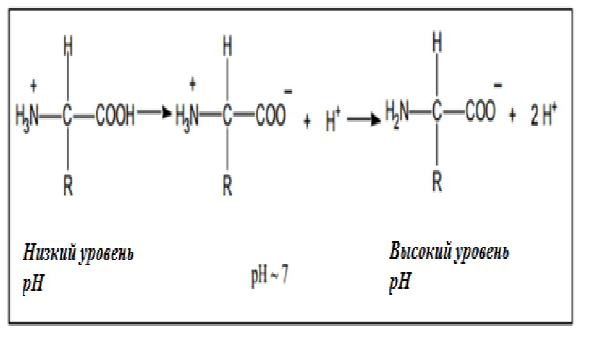 H H H
+ + − −
H₃N—C—COOH → H₃N—C—COO + H⁺ → H₂N—C—COO + 2 H⁺
R R R
Низкий уровень
pH
pH ~ 7
Высокий уровень
pH